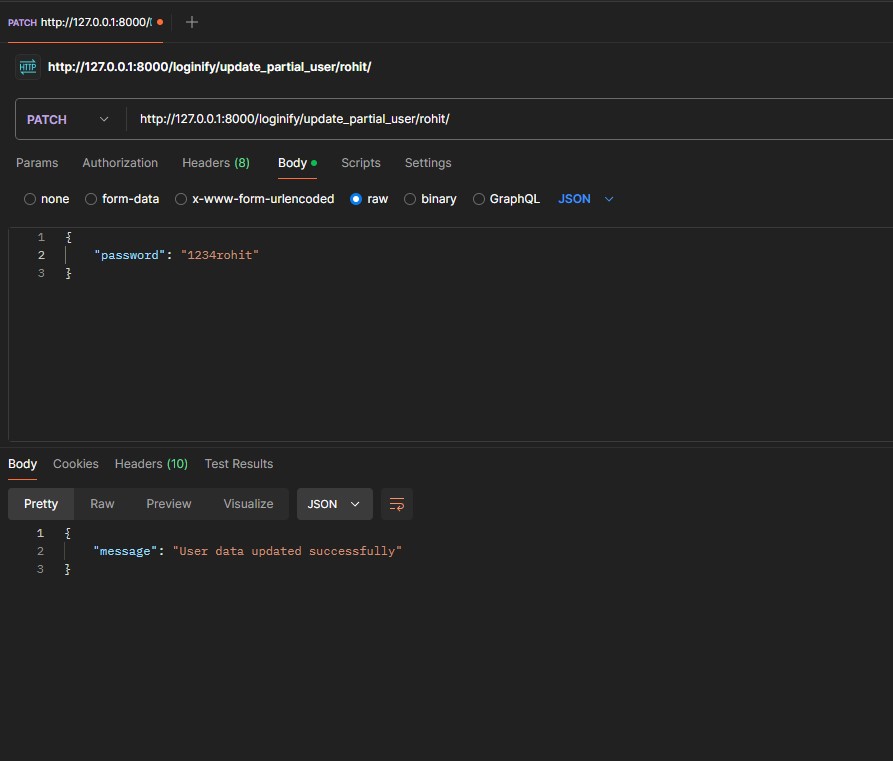 PATCH http://127.0.0.1:8000/l
HTTP http://127.0.0.1:8000/loginify/update_partial_user/rohit/
PATCH http://127.0.0.1:8000/loginify/update_partial_user/rohit/
Params Authorization Headers (8) Body Scripts Settings
none form-data x-www-form-urlencoded raw binary GraphQL JSON
1 {
2 "password": "1234rohit"
3 }
Body Cookies Headers (10) Test Results
Pretty Raw Preview Visualize JSON
1 {
2 "message": "User data updated successfully"
3 }